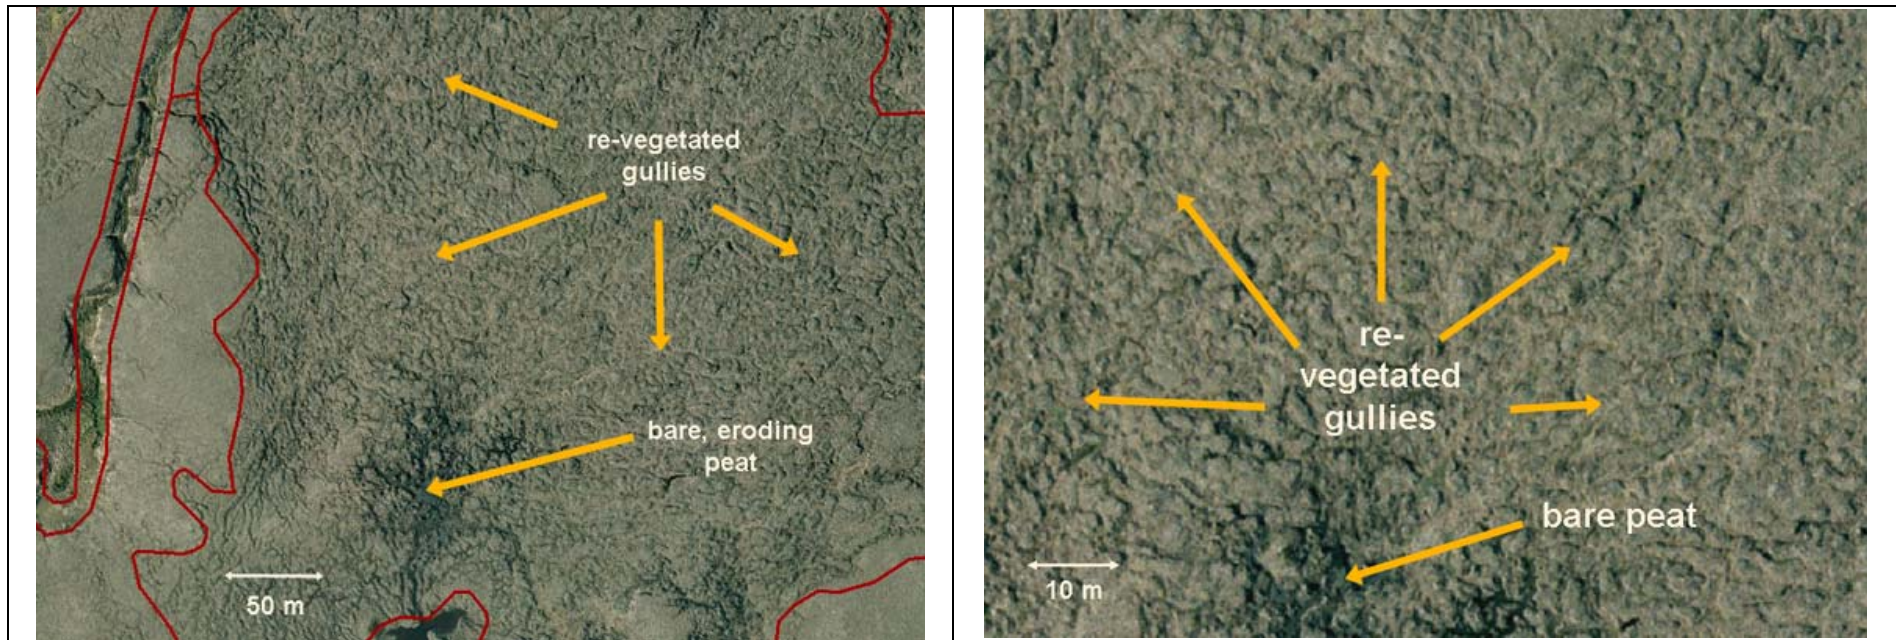 re-vegetated
gullies
bare, eroding
peat
50 m
re-
vegetated
gullies
bare peat
10 m